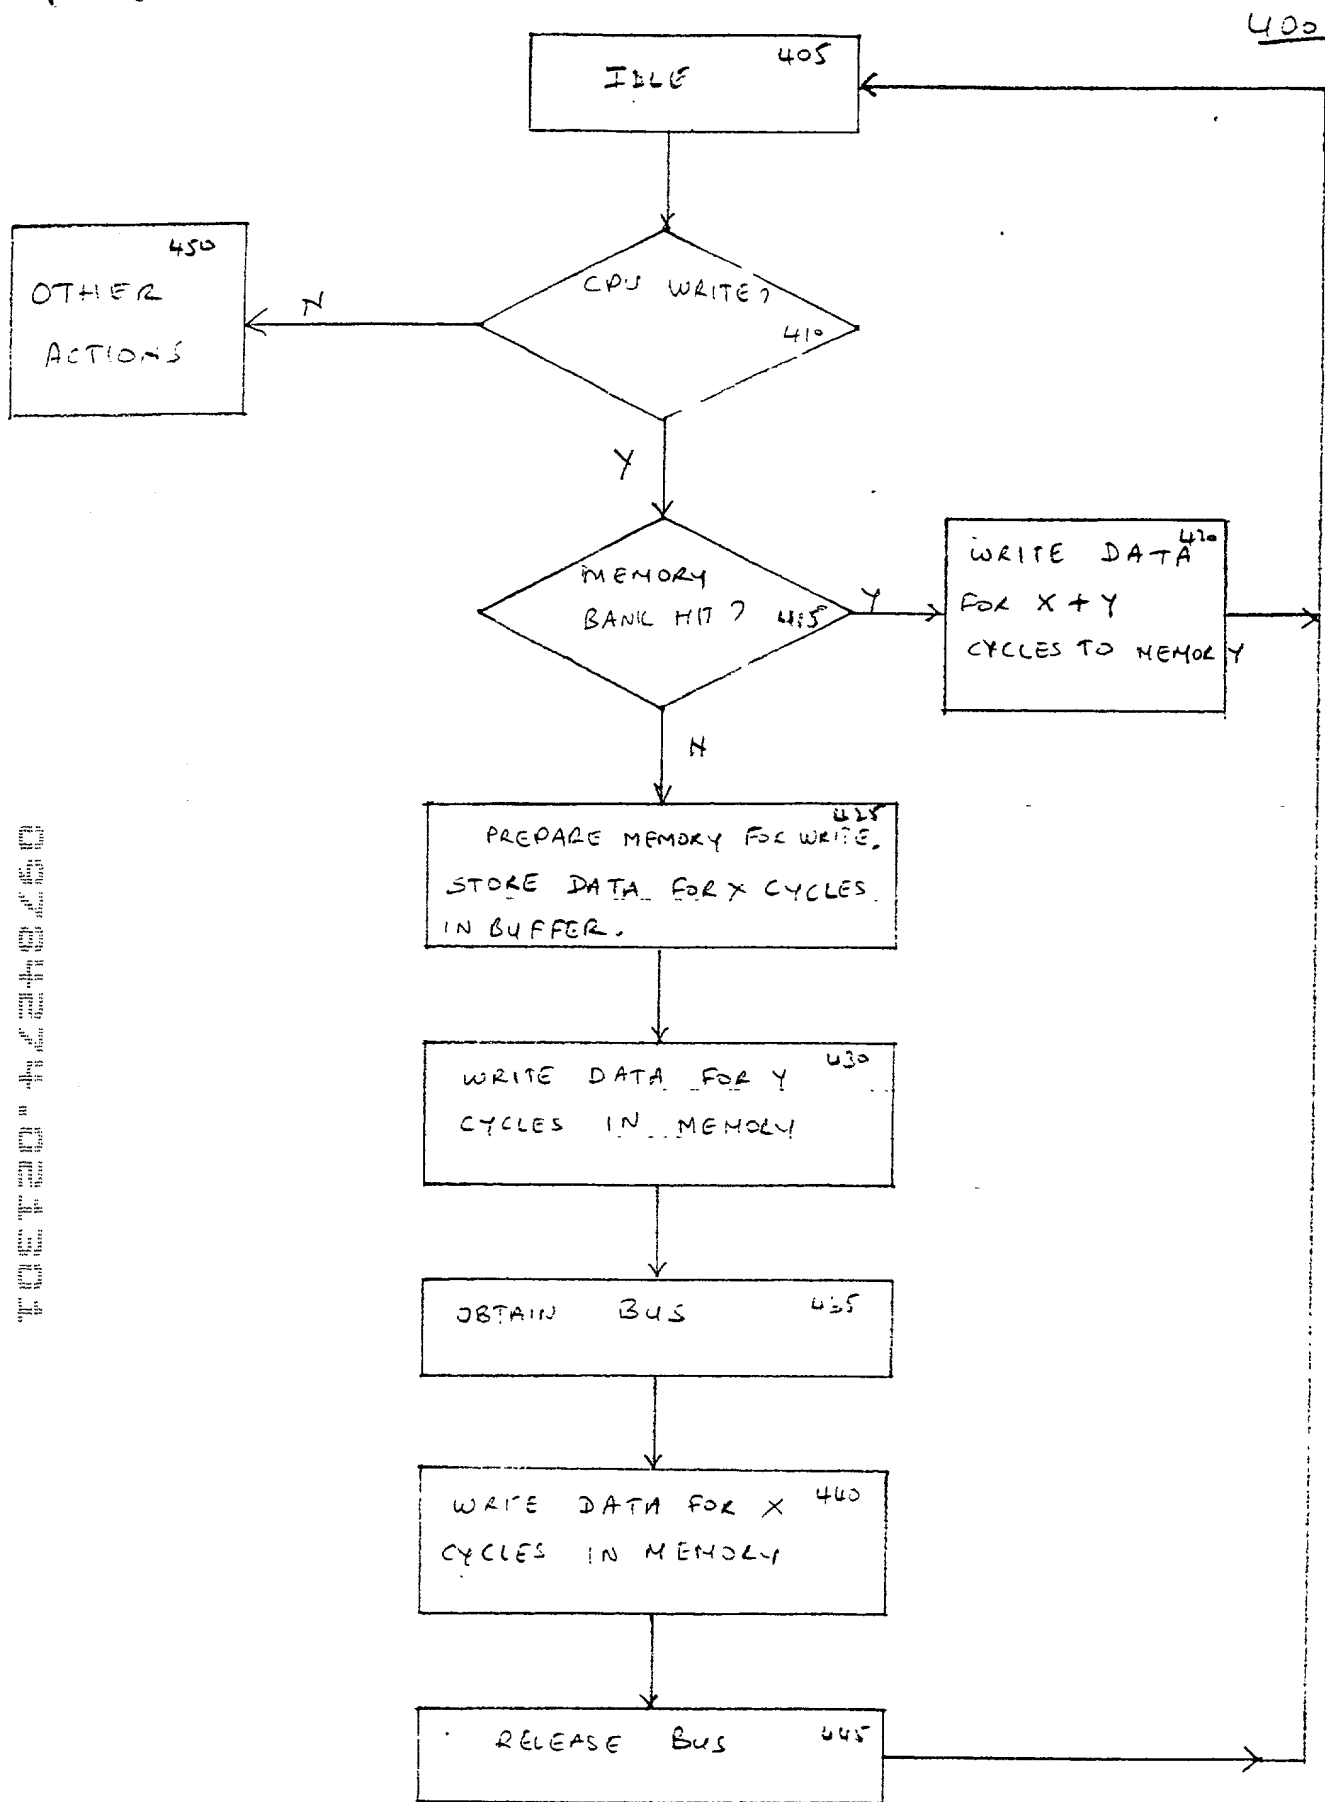 400
405
IDLE
450
OTHER
ACTIONS
N
CPU WRITE?
410
Y
MEMORY
BANK HIT? 415
Y
420
WRITE DATA
FOR X + Y
CYCLES TO MEMORY
N
425
PREPARE MEMORY FOR WRITE.
STORE DATA FOR X CYCLES
IN BUFFER.
430
WRITE DATA FOR Y
CYCLES IN MEMORY
OBTAIN BUS 435
WRITE DATA FOR X 440
CYCLES IN MEMORY
RELEASE BUS 445
09784274.021301